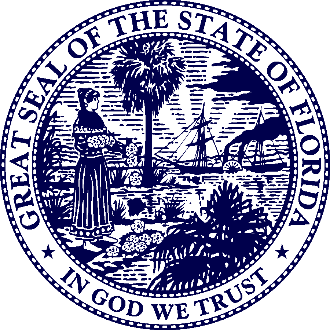 GREAT SEAL OF THE STATE OF FLORIDA
IN GOD WE TRUST